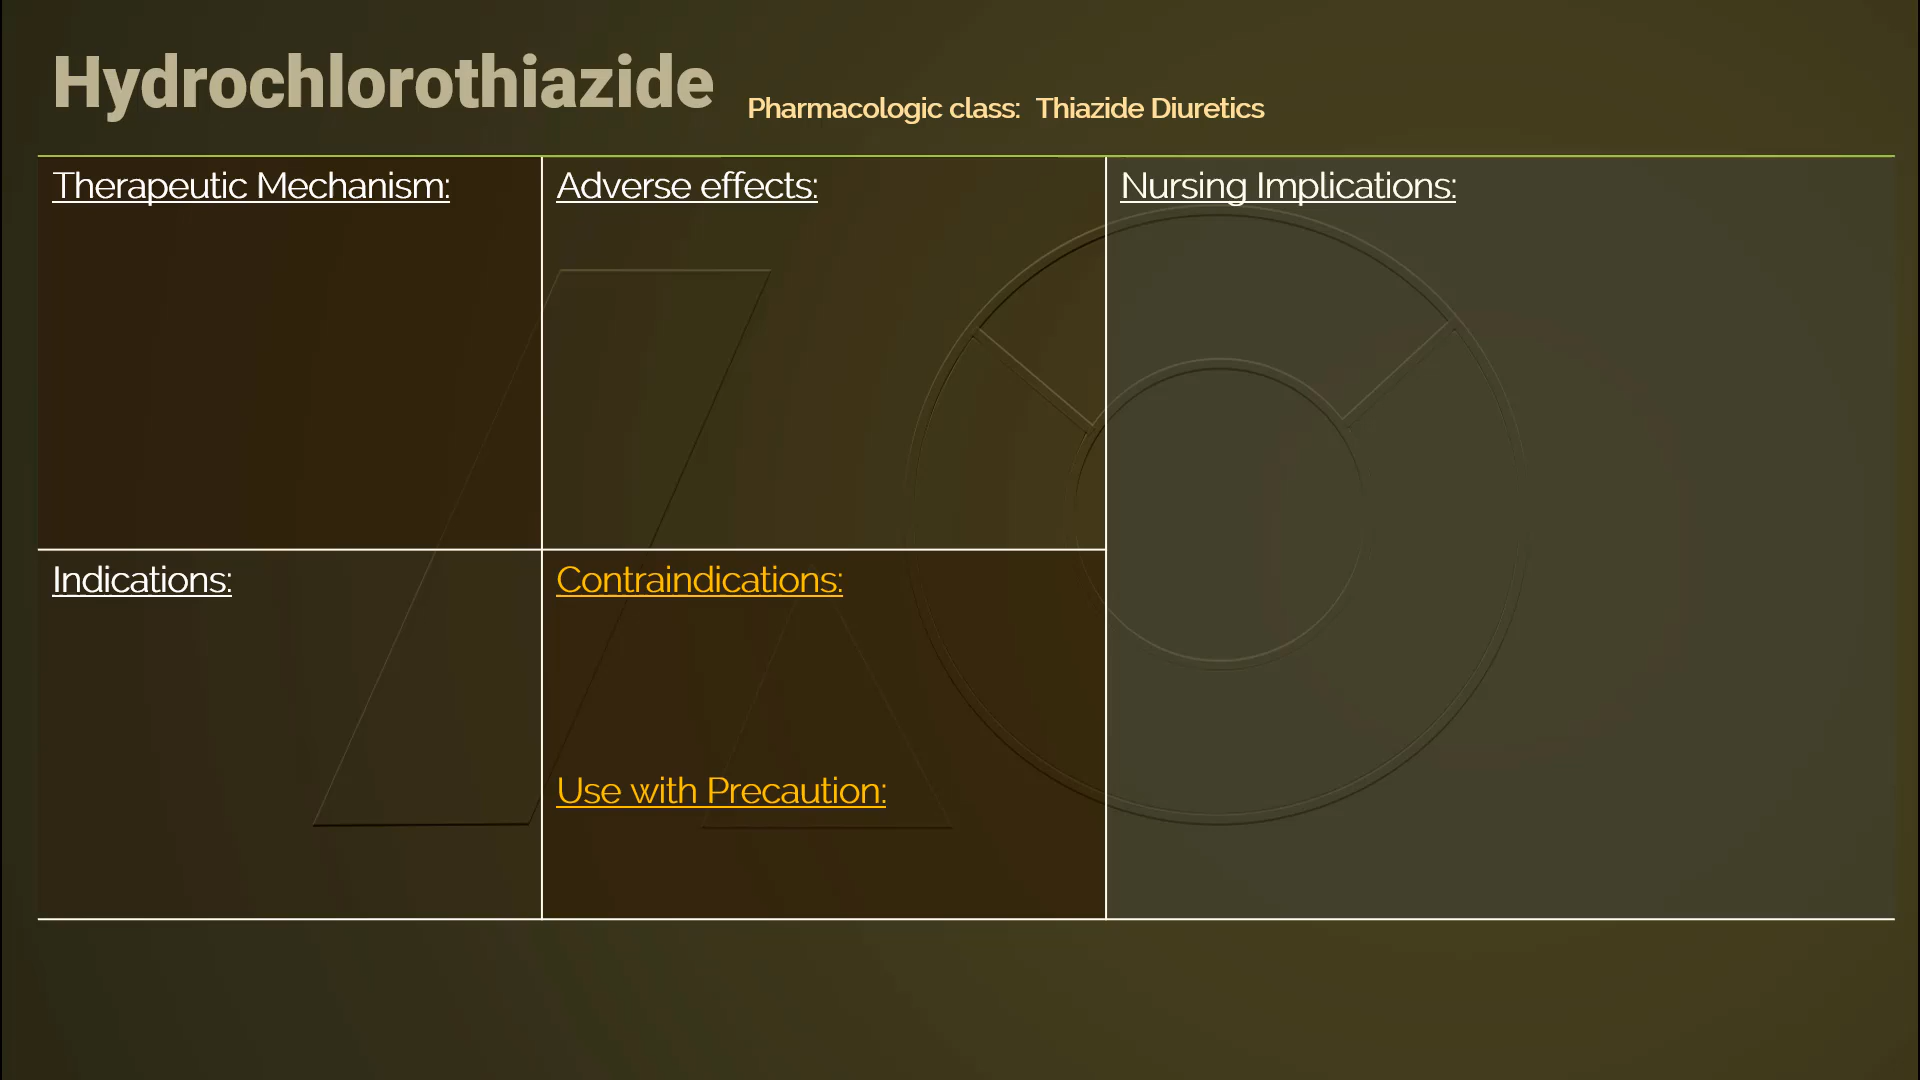 Hydrochlorothiazide
Pharmacologic class: Thiazide Diuretics
Therapeutic Mechanism:
Adverse effects:
Nursing Implications:
Indications:
Contraindications:
Use with Precaution: